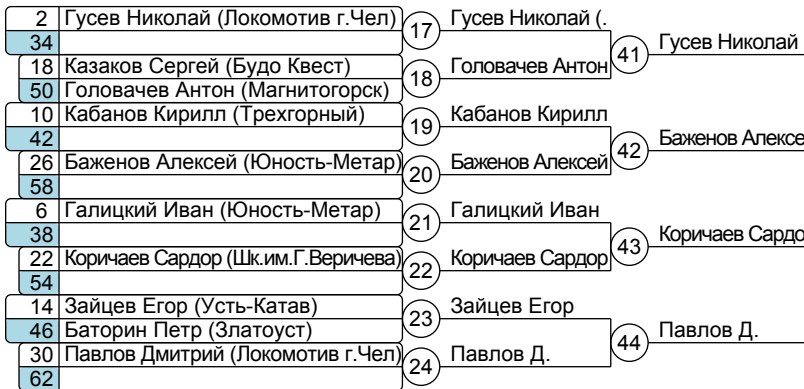 2 Гусев Николай (Локомотив г.Чел)
34
17
Гусев Николай (.
18 Казаков Сергей (Будо Квест)
50 Головачев Антон (Магнитогорск)
18
Головачев Антон
41
Гусев Николай
10 Кабанов Кирилл (Трехгорный)
42
19
Кабанов Кирилл
26 Баженов Алексей (Юность-Метар)
58
20
Баженов Алексей
42
Баженов Алексе
6 Галицкий Иван (Юность-Метар)
38
21
Галицкий Иван
22 Коричаев Сардор (Шк.им.Г.Веричева)
54
22
Коричаев Сардор
43
Коричаев Сардо
14 Зайцев Егор (Усть-Катав)
46 Баторин Петр (Златоуст)
23
Зайцев Егор
30 Павлов Дмитрий (Локомотив г.Чел)
62
24
Павлов Д.
44
Павлов Д.